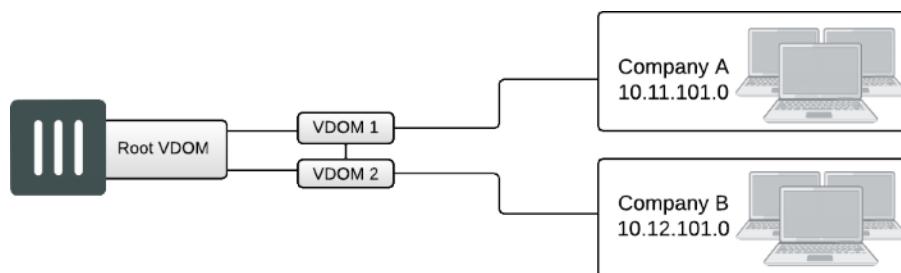 Root VDOM
VDOM 1
VDOM 2
Company A
10.11.101.0
Company B
10.12.101.0